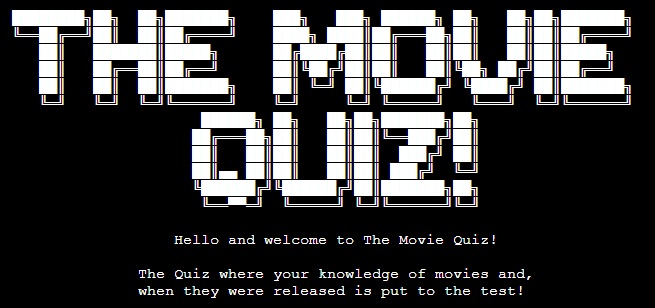 THE MOVIE
QUIZ!
Hello and welcome to The Movie Quiz!
The Quiz where your knowledge of movies and,
when they were released is put to the test!